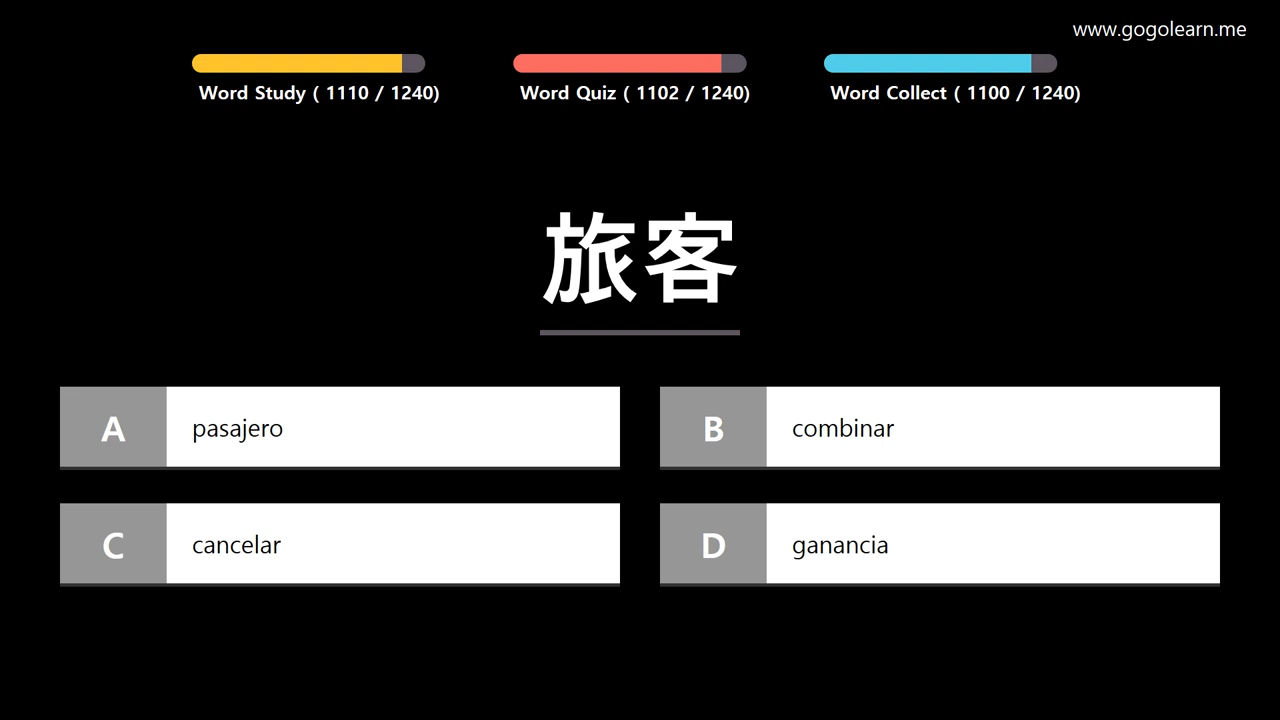 www.gogolearn.me
Word Study ( 1110 / 1240)
Word Quiz ( 1102 / 1240)
Word Collect ( 1100 / 1240)
旅客
A pasajero
B combinar
C cancelar
D ganancia